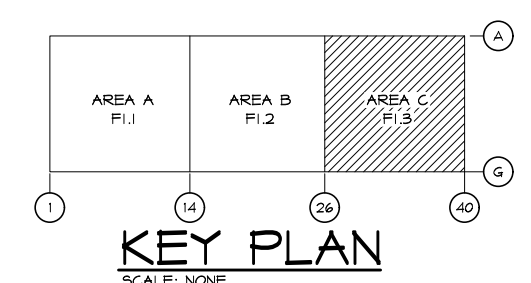 A
AREA A
F1.1
AREA B
F1.2
AREA C
F1.3
G
1
14
26
40
KEY PLAN
SCALE: NONE